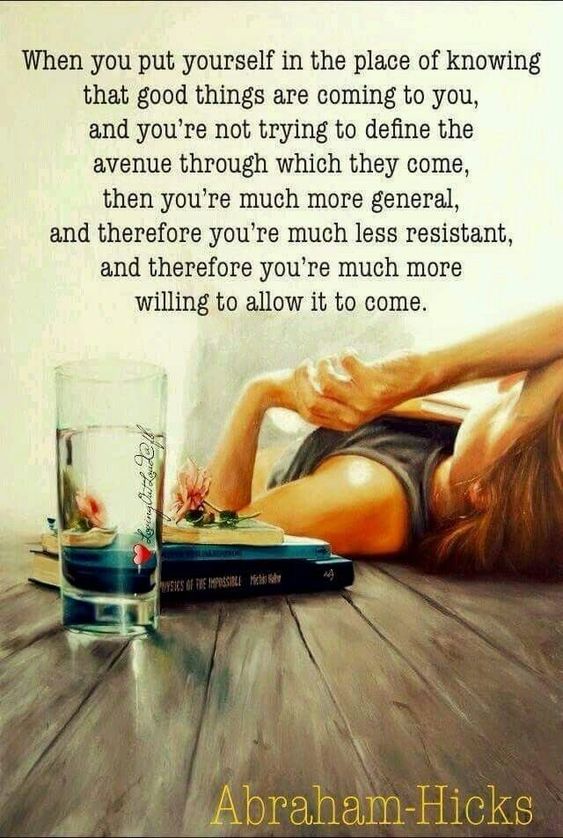 When you put yourself in the place of knowing
that good things are coming to you,
and you're not trying to define the
avenue through which they come,
then you're much more general,
and therefore you're much less resistant,
and therefore you're much more
willing to allow it to come.
PHYSICS OF THE IMPOSSIBLE Michio Kaku
Abraham-Hicks